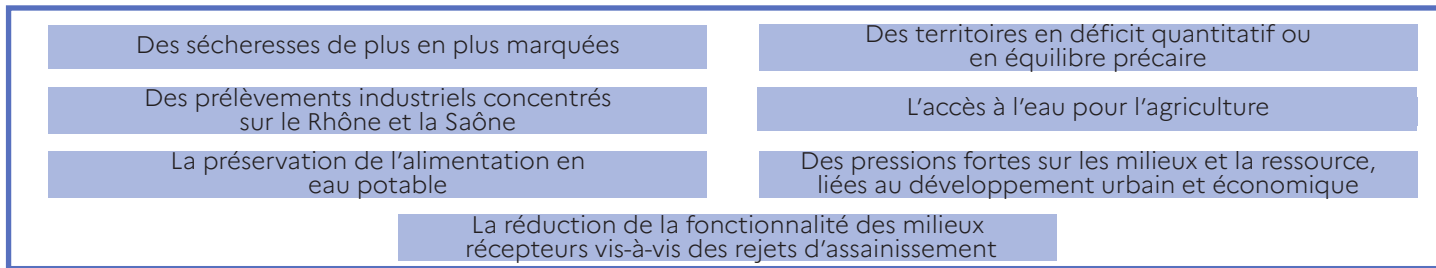 Des sécheresses de plus en plus marquées
Des territoires en déficit quantitatif ou
en équilibre précaire
Des prélèvements industriels concentrés
sur le Rhône et la Saône
L’accès à l’eau pour l’agriculture
La préservation de l’alimentation en
eau potable
Des pressions fortes sur les milieux et la ressource,
liées au développement urbain et économique
La réduction de la fonctionnalité des milieux
récepteurs vis-à-vis des rejets d’assainissement